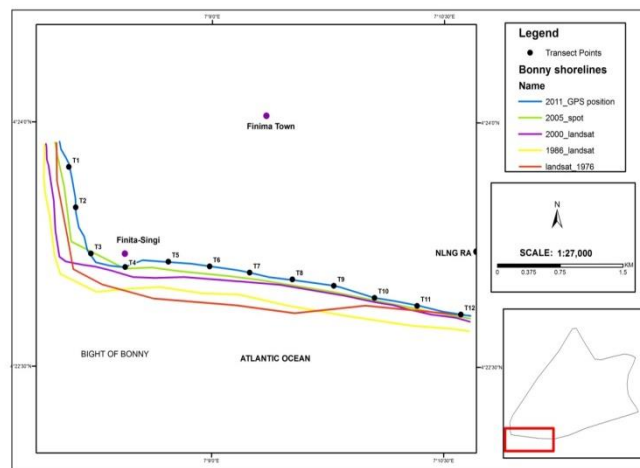 7°9'0"E
7°10'30"E
Legend
Transect Points
Bonny shorelines
Name
2011_GPS position
2005_spot
2000_landsat
1986_landsat
landsat_1976
4°24'0"N
4°24'0"N
Finima Town
T1
T2
T3
Finita-Singi
T4
T5
T6
T7
T8
T9
T10
T11
T12
NLNG RA
N
SCALE: 1:27,000
0 0.375 0.75 1.5
KM
BIGHT OF BONNY
ATLANTIC OCEAN
4°22'30"N
4°22'30"N
7°9'0"E
7°10'30"E